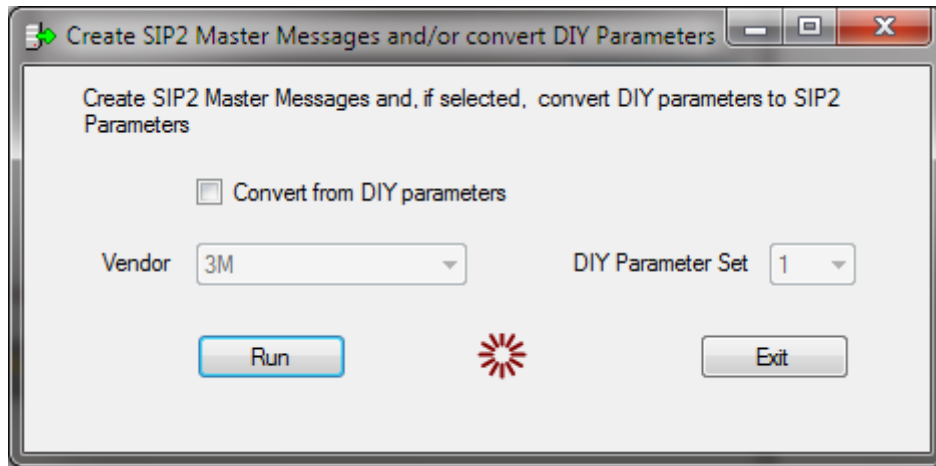 Create SIP2 Master Messages and/or convert DIY Parameters
Create SIP2 Master Messages and, if selected, convert DIY parameters to SIP2
Parameters
Convert from DIY parameters
Vendor 3M DIY Parameter Set 1
Run Exit